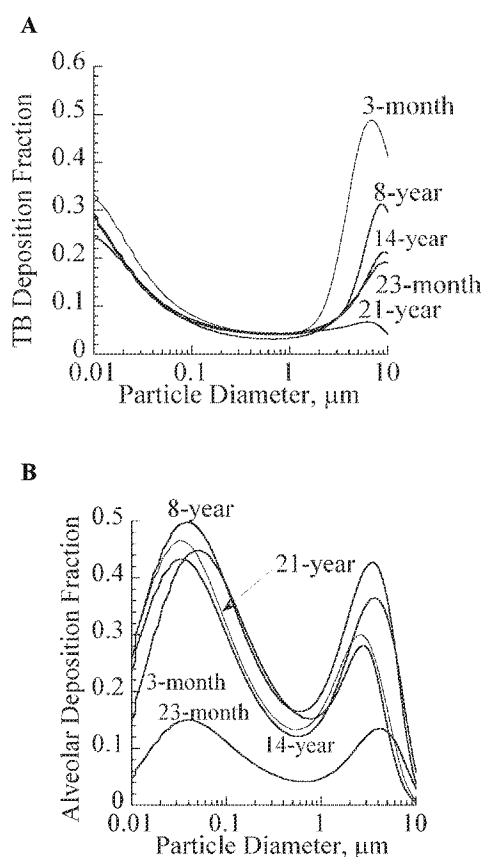 A
0.6
0.5
0.4
0.3
0.2
0.1
0
TB Deposition Fraction
3-month
8-year
14-year
23-month
21-year
0.01
0.1
1
10
Particle Diameter, µm
B
0.5
0.4
0.3
0.2
0.1
0
Alveolar Deposition Fraction
8-year
21-year
3-month
23-month
14-year
0.01
0.1
1
10
Particle Diameter, µm